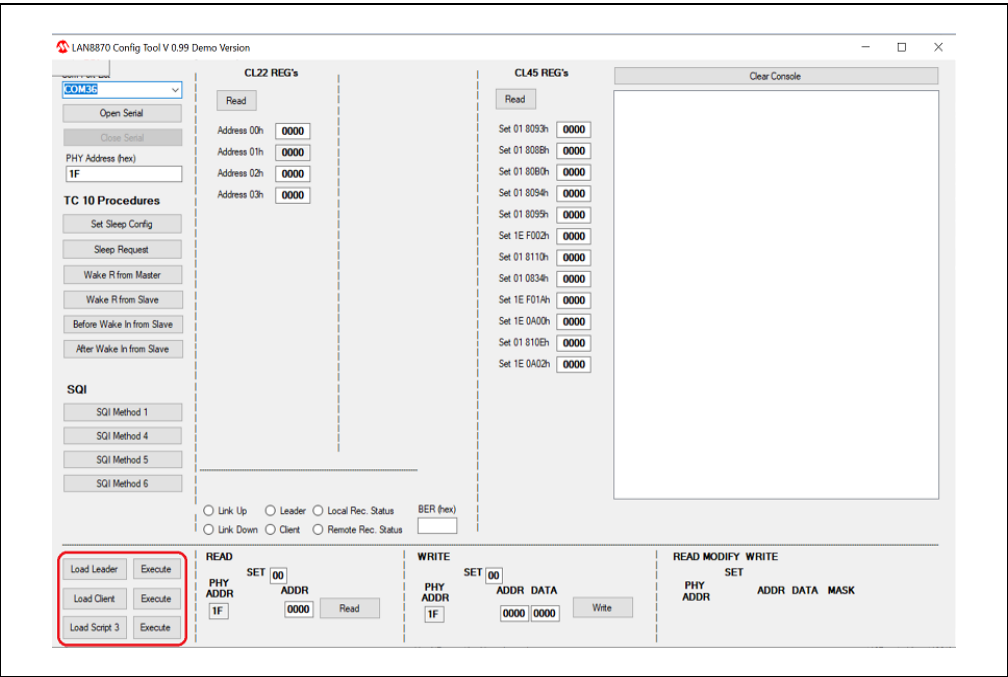 LAN8870 Config Tool V 0.99 Demo Version
COM36
Open Serial
Close Serial
PHY Address (hex)
1F
TC 10 Procedures
Set Sleep Config
Sleep Request
Wake R from Master
Wake R from Slave
Before Wake In from Slave
After Wake In from Slave
SQI
SQI Method 1
SQI Method 4
SQI Method 5
SQI Method 6
CL22 REG's
Read
Address 00h 0000
Address 01h 0000
Address 02h 0000
Address 03h 0000
Link Up Leader Local Rec. Status
Link Down Client Remote Rec. Status
BER (hex)
CL45 REG's
Read
Set 01 8093h 0000
Set 01 808Bh 0000
Set 01 80B0h 0000
Set 01 8094h 0000
Set 01 8095h 0000
Set 1E F002h 0000
Set 01 8110h 0000
Set 01 0834h 0000
Set 1E F01Ah 0000
Set 1E 0A00h 0000
Set 01 810Eh 0000
Set 1E 0A02h 0000
Clear Console
Load Leader Execute
Load Client Execute
Load Script 3 Execute
READ
SET 00
PHY ADDR
ADDR
1F 0000 Read
WRITE
SET 00
PHY ADDR
ADDR DATA
1F 0000 0000 Write
READ MODIFY WRITE
SET
PHY ADDR
ADDR DATA MASK